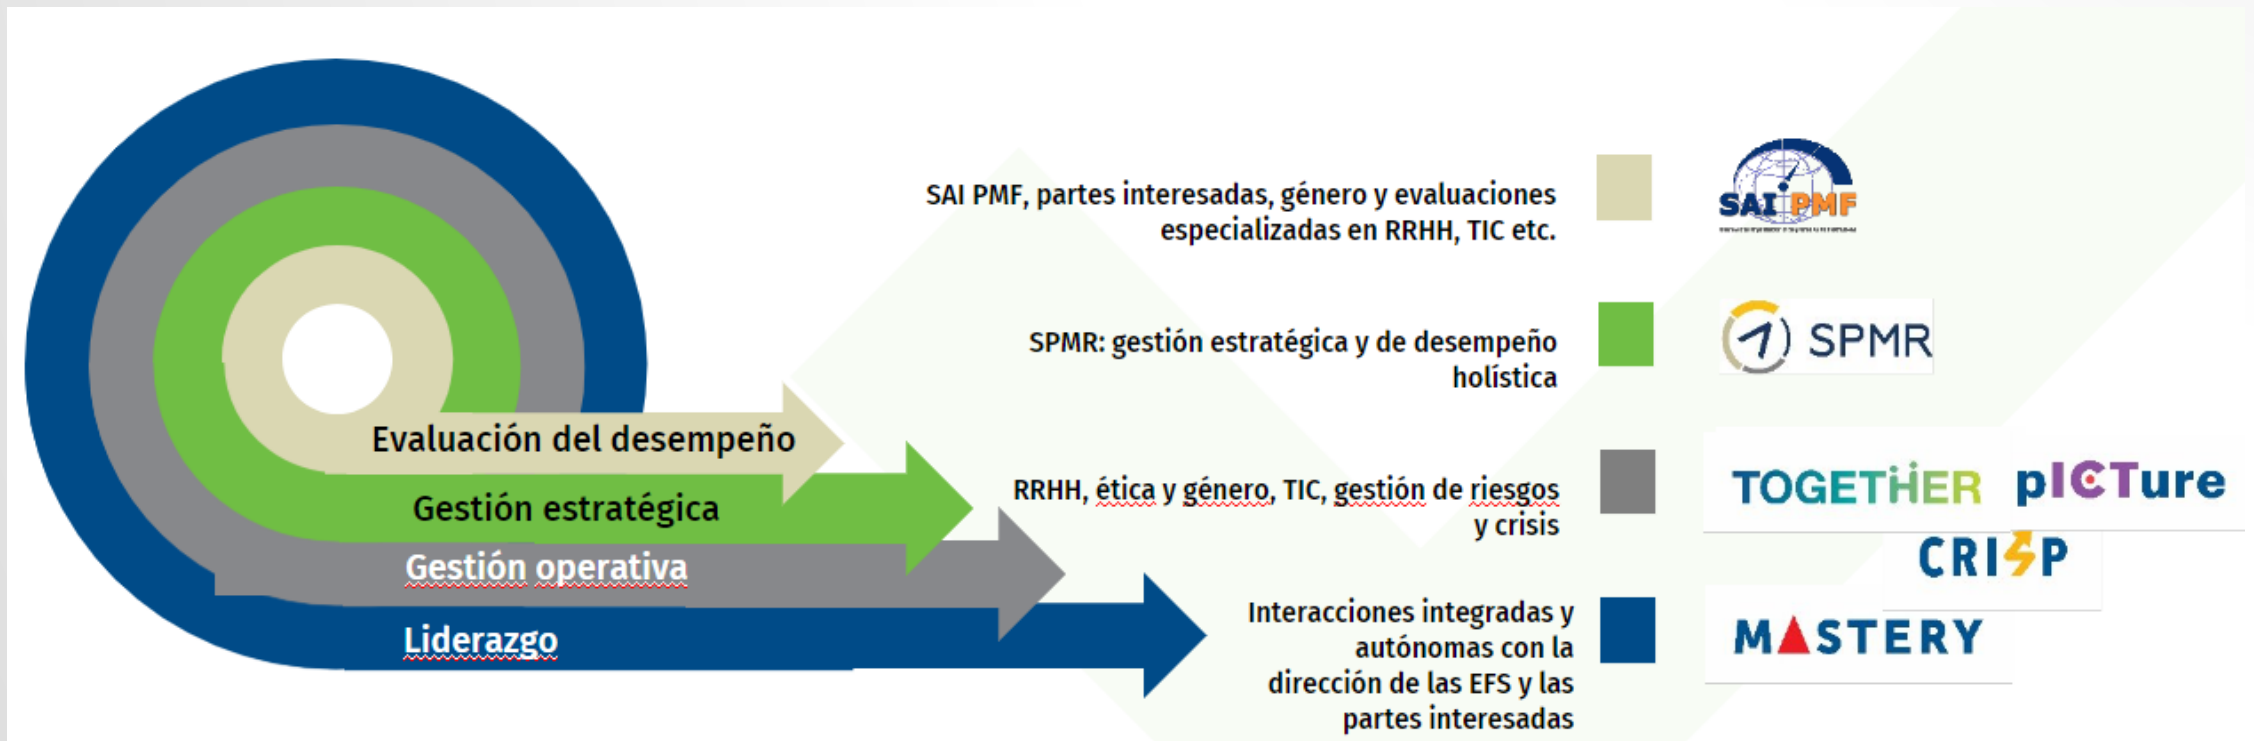 Evaluación del desempeño
Gestión estratégica
Gestión operativa
Liderazgo
SAI PMF, partes interesadas, género y evaluaciones
especializadas en RRHH, TIC etc.
SAI PMF
SPMR: gestión estratégica y de desempeño
holística
SPMR
RRHH, ética y género, TIC, gestión de riesgos
y crisis
TOGETHER
pICTure
CRISP
Interacciones integradas y
autónomas con la
dirección de las EFS y las
partes interesadas
MASTERY